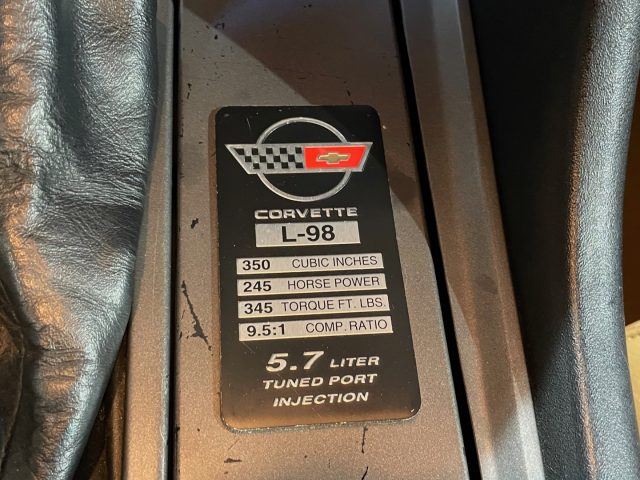 CORVETTE
L-98
350 CUBIC INCHES
245 HORSE POWER
345 TORQUE FT. LBS.
9.5:1 COMP. RATIO
5.7 LITER
TUNED PORT
INJECTION